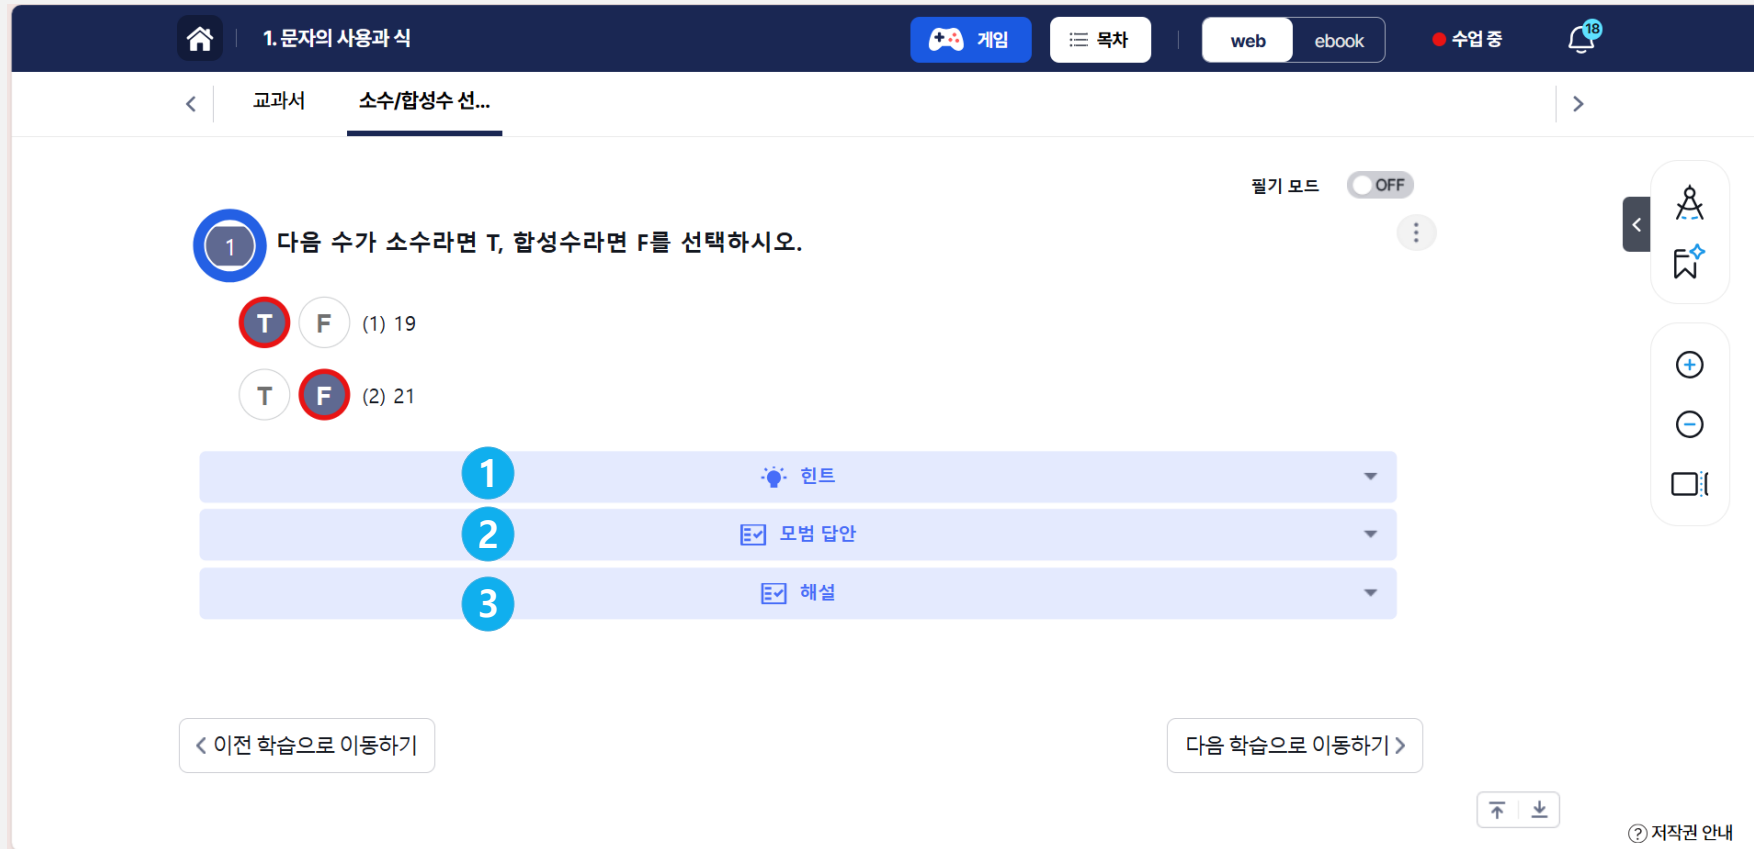 1. 문자의 사용과 식
게임
목차
web
ebook
수업 중
18
교과서
소수/합성수 선...
필기 모드
OFF
1 다음 수가 소수라면 T, 합성수라면 F를 선택하시오.
T F (1) 19
T F (2) 21
1 힌트
2 모범 답안
3 해설
이전 학습으로 이동하기
다음 학습으로 이동하기
? 저작권 안내